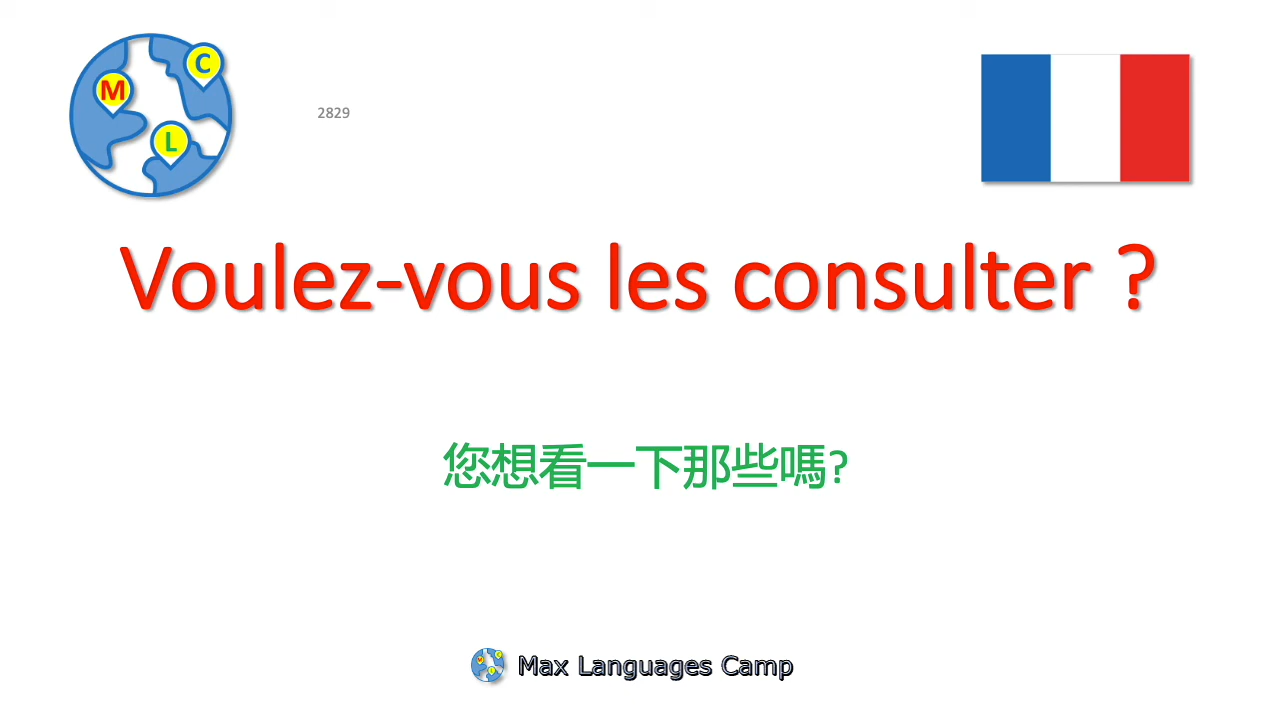 M
C
L
2829
Voulez-vous les consulter ?
您想看一下那些嗎?
Max Languages Camp